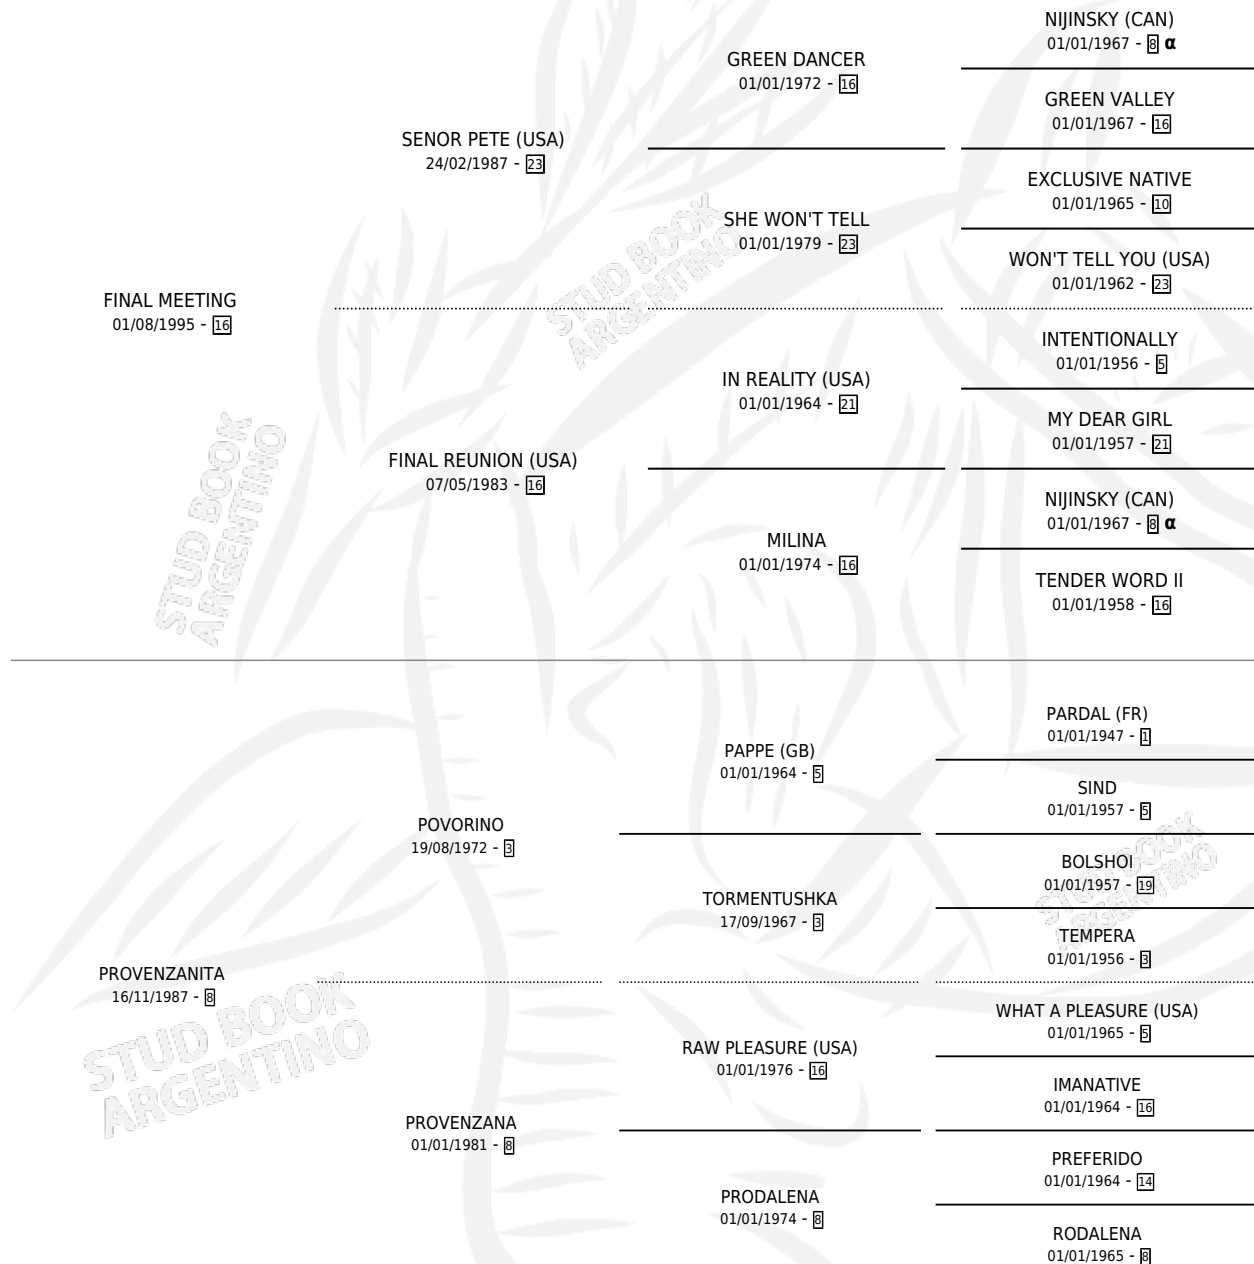 NIJINSKY (CAN)
01/01/1967 - 8 α
GREEN DANCER
01/01/1972 - 16
GREEN VALLEY
01/01/1967 - 16
SENOR PETE (USA)
24/02/1987 - 23
EXCLUSIVE NATIVE
01/01/1965 - 10
SHE WON'T TELL
01/01/1979 - 23
WON'T TELL YOU (USA)
01/01/1962 - 23
FINAL MEETING
01/08/1995 - 16
INTENTIONALLY
01/01/1956 - 5
IN REALITY (USA)
01/01/1964 - 21
MY DEAR GIRL
01/01/1957 - 21
FINAL REUNION (USA)
07/05/1983 - 16
NIJINSKY (CAN)
01/01/1967 - 8 α
MILINA
01/01/1974 - 16
TENDER WORD II
01/01/1958 - 16
PARDAL (FR)
01/01/1947 - 1
PAPPE (GB)
01/01/1964 - 5
SIND
01/01/1957 - 5
POVORINO
19/08/1972 - 3
BOLSHOI
01/01/1957 - 19
TORMENTUSHKA
17/09/1967 - 3
TEMPERA
01/01/1956 - 3
PROVENZANITA
16/11/1987 - 8
WHAT A PLEASURE (USA)
01/01/1965 - 5
RAW PLEASURE (USA)
01/01/1976 - 16
IMANATIVE
01/01/1964 - 16
PROVENZANA
01/01/1981 - 8
PREFERIDO
01/01/1964 - 14
PRODALENA
01/01/1974 - 8
RODALENA
01/01/1965 - 8
STUD BOOK
ARGENTINO
STUD BOOK
ARGENTINO
STUD BOOK
ARGENTINO
STUD BOOK
ARGENTINO